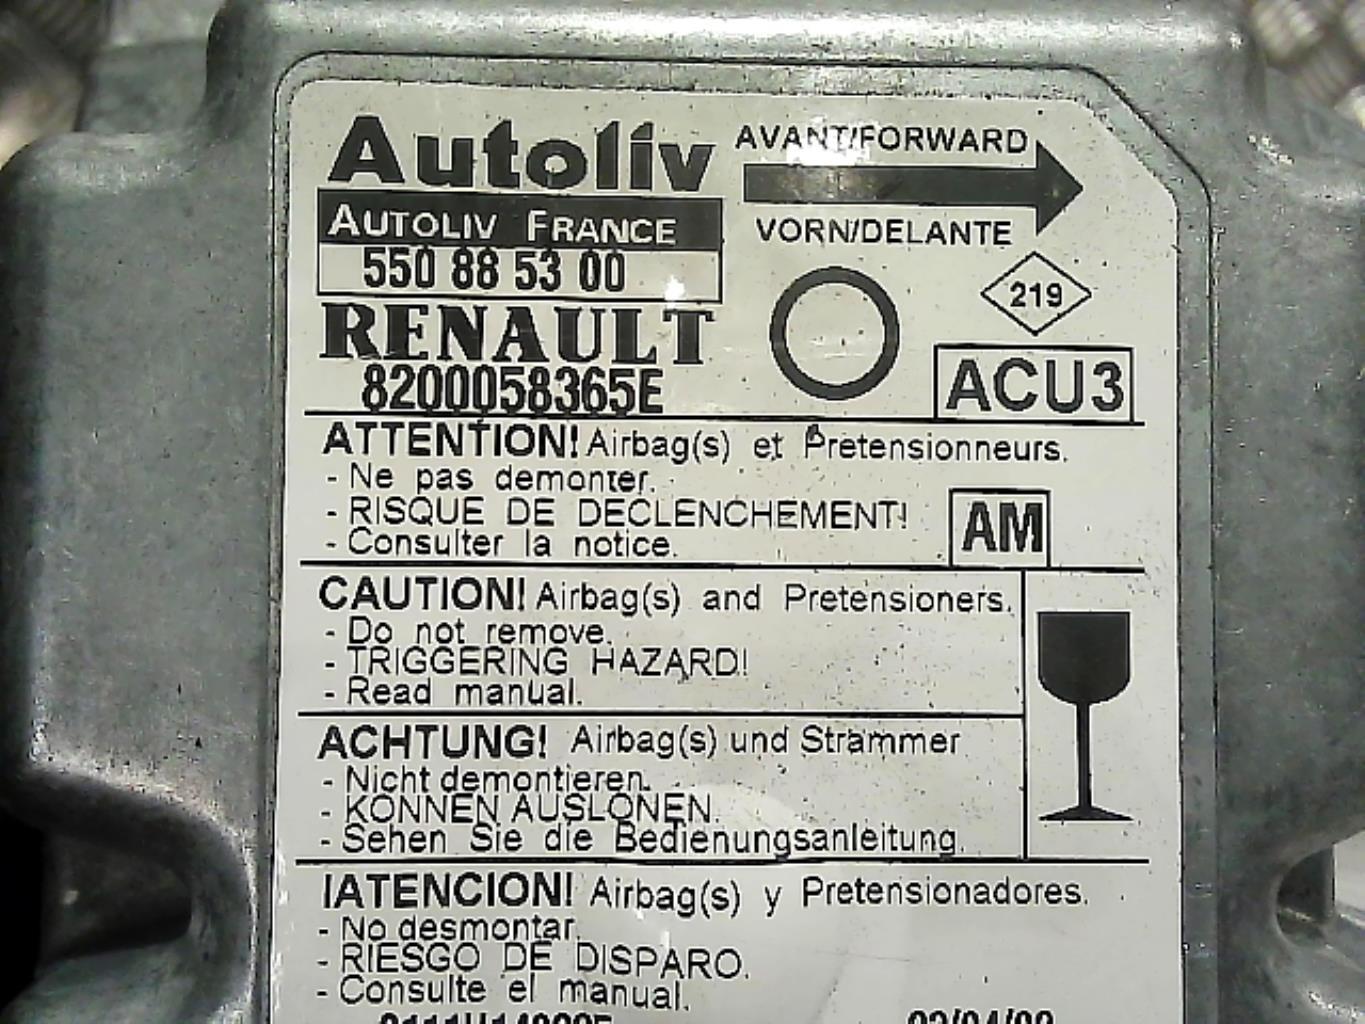 Autoliv
AVANT/FORWARD
AUTOLIV FRANCE
VORN/DELANTE
550 88 53 00
219
RENAULT
ACU3
8200058365E
ATTENTION! Airbag(s) et Pretensionneurs.
- Ne pas demonter.
- RISQUE DE DECLENCHEMENT!
AM
- Consulter la notice.
CAUTION! Airbag(s) and Pretensioners.
- Do not remove.
- TRIGGERING HAZARD!
- Read manual.
ACHTUNG! Airbag(s) und Strammer
- Nicht demontieren.
- KONNEN AUSLONEN.
- Sehen Sie die Bedienungsanleitung.
¡ATENCION! Airbag(s) y Pretensionadores.
- No desmontar.
- RIESGO DE DISPARO.
- Consulte el manual.